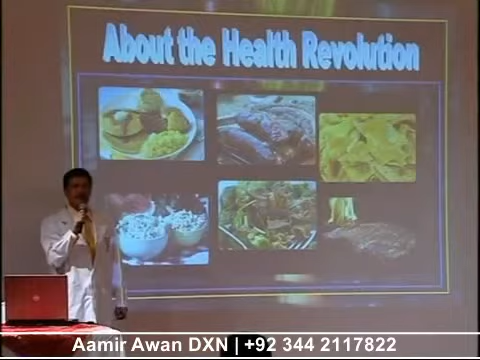 About the Health Revolution
Aamir Awan DXN | +92 344 2117822